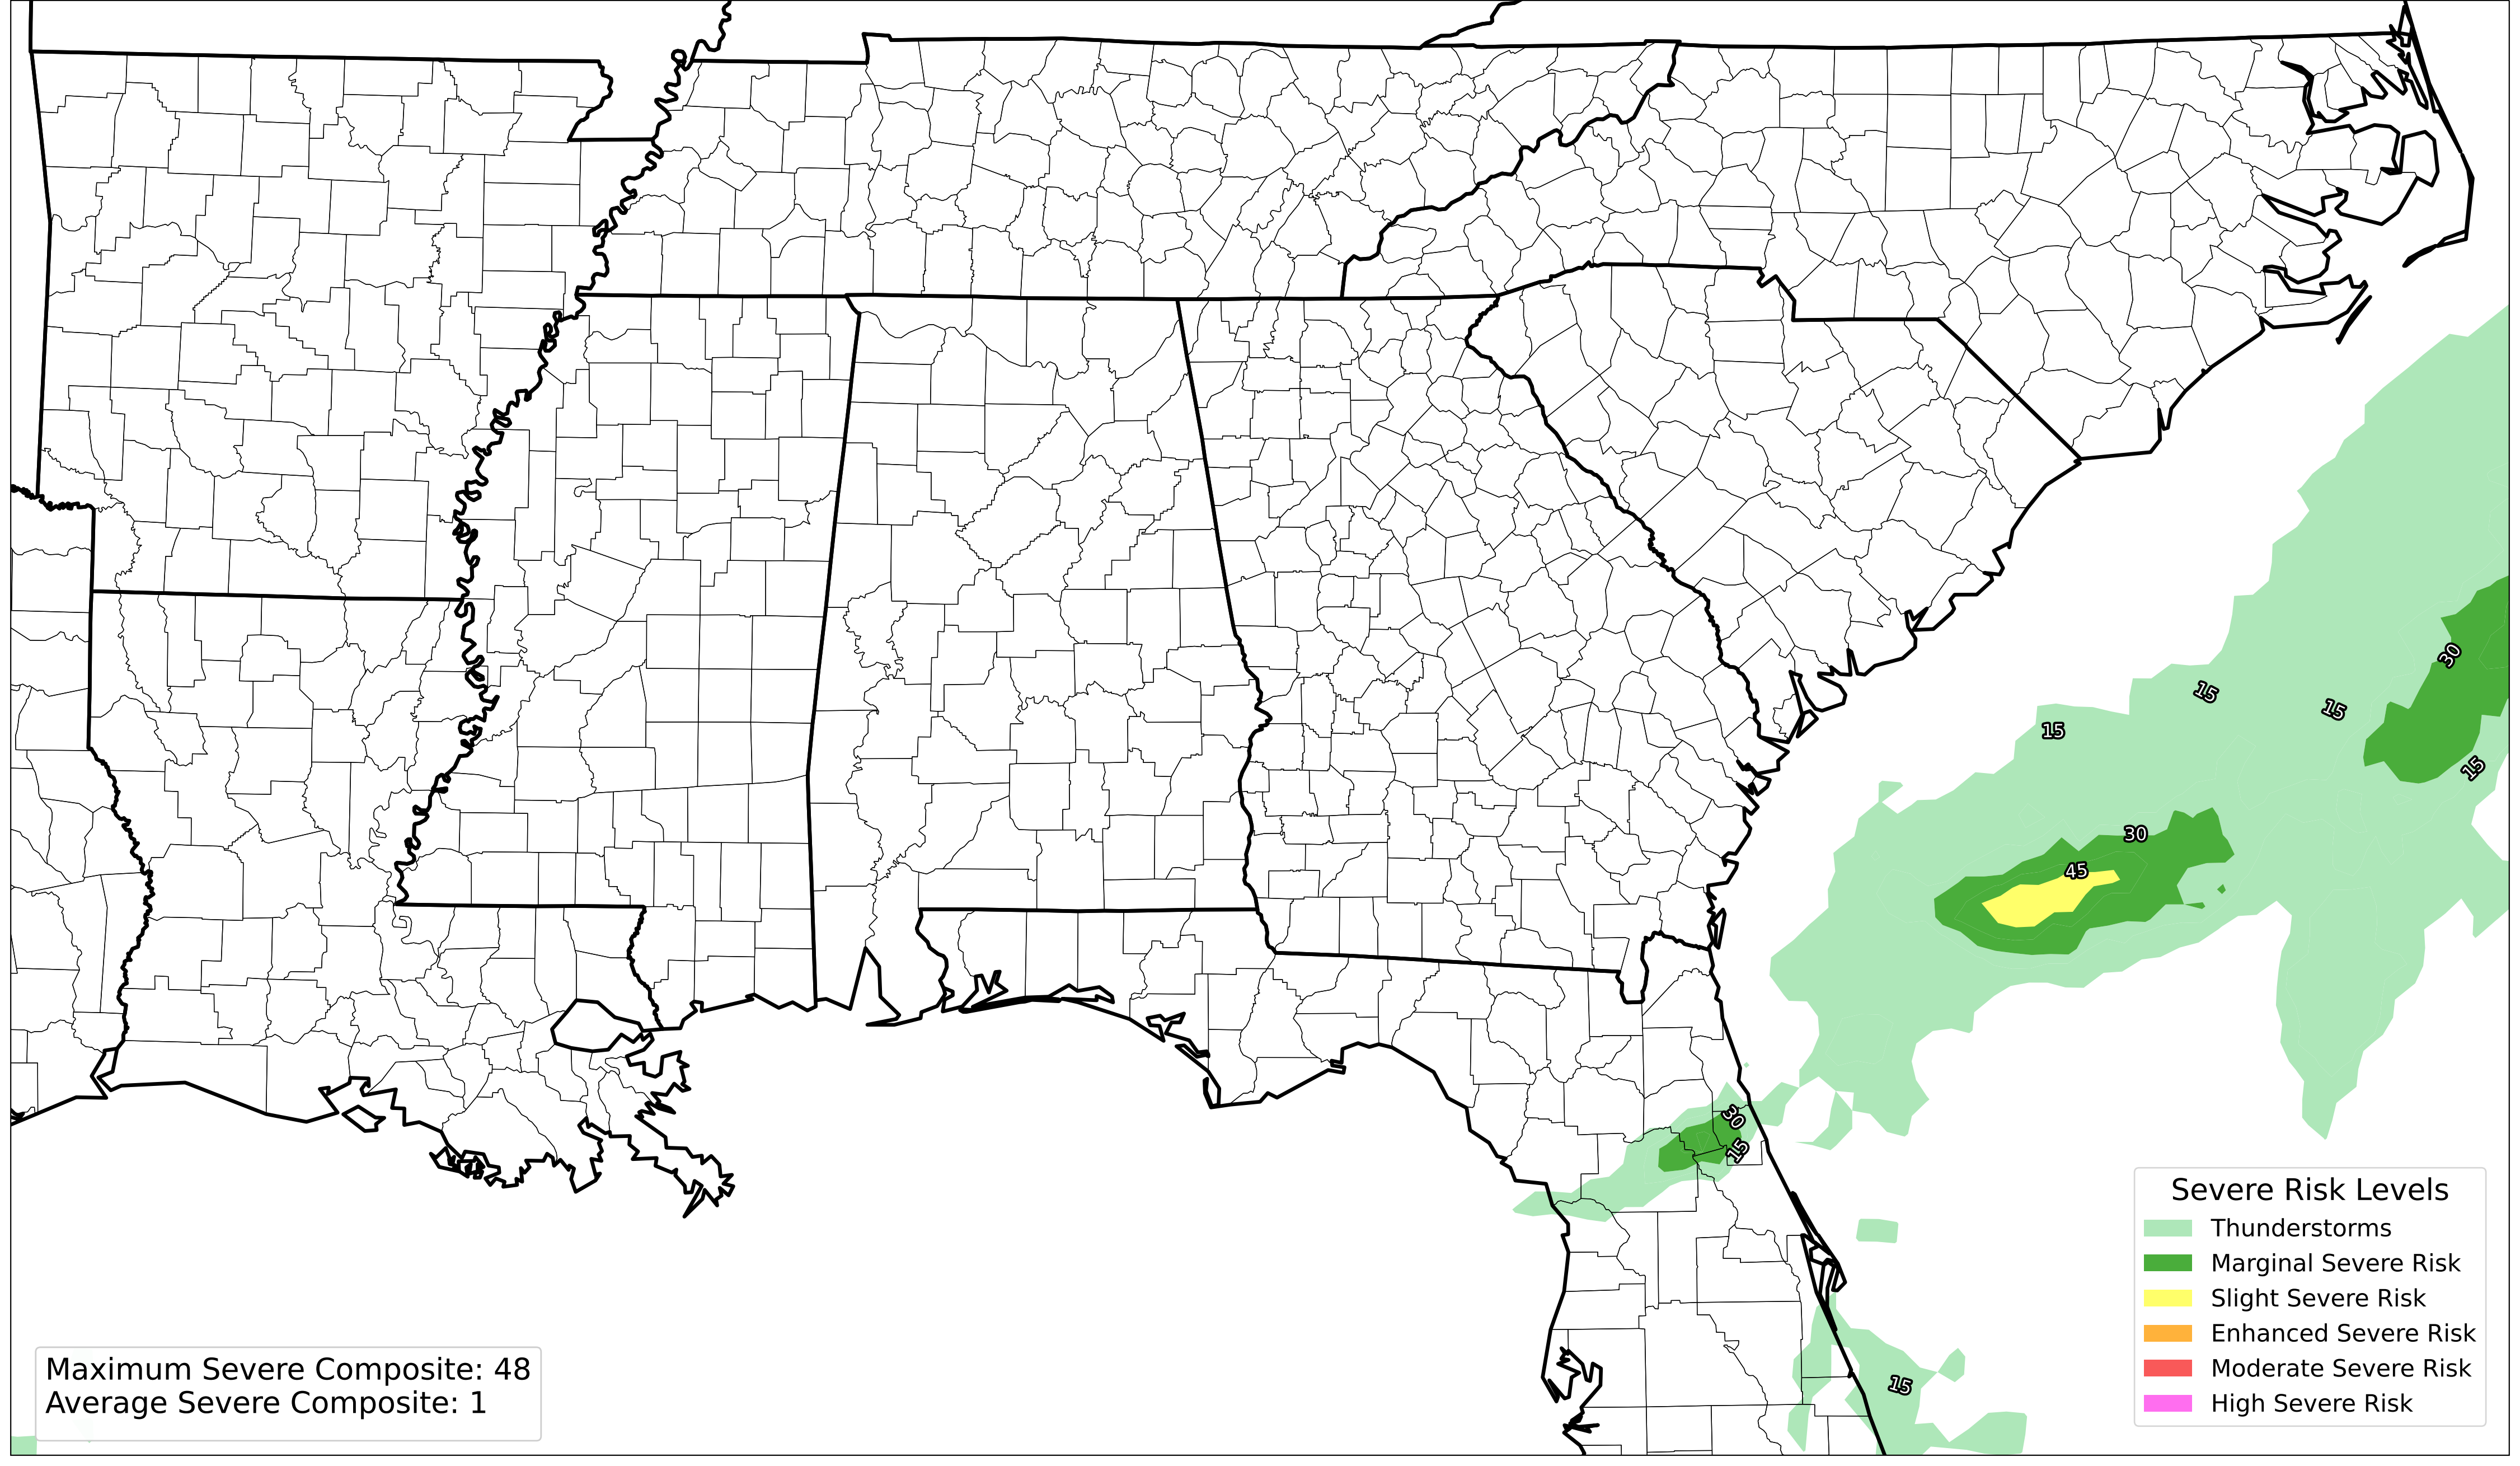 30
15
15
15
15
30
45
30
15
15
Severe Risk Levels
Thunderstorms
Marginal Severe Risk
Slight Severe Risk
Enhanced Severe Risk
Moderate Severe Risk
High Severe Risk
Maximum Severe Composite: 48
Average Severe Composite: 1